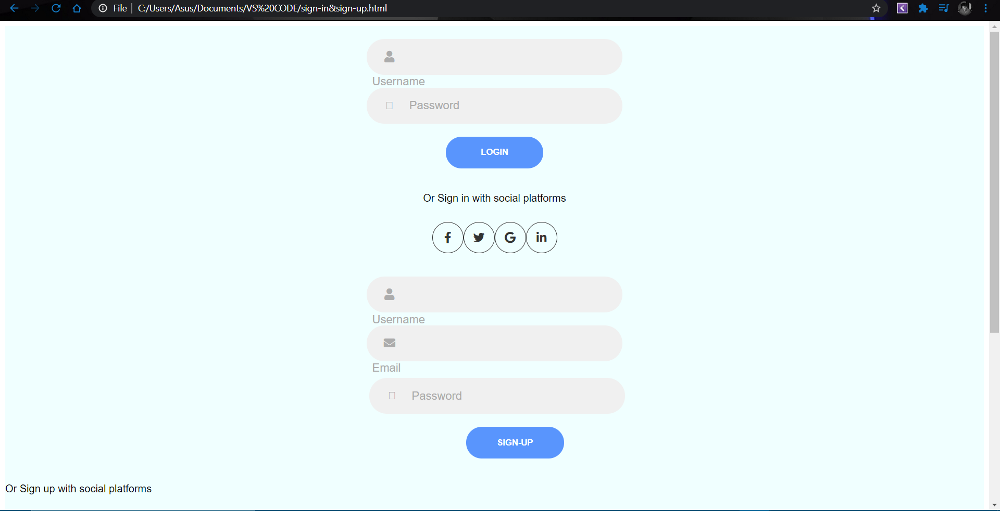 File C:/Users/Asus/Documents/VS%20CODE/sign-in&sign-up.html
Username
Password
LOGIN
Or Sign in with social platforms
Username
Email
Password
SIGN-UP
Or Sign up with social platforms